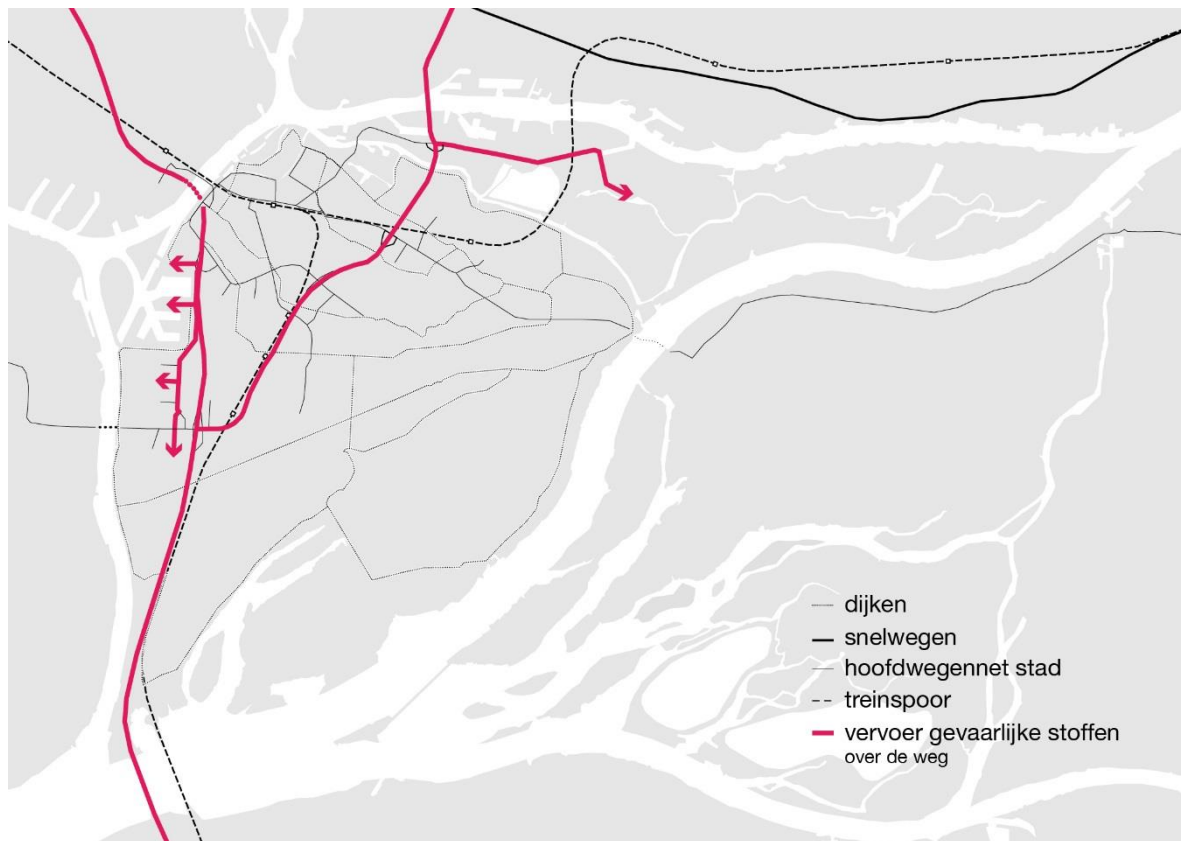 dijken
snelwegen
hoofdwegennet stad
treinspoor
vervoer gevaarlijke stoffen
over de weg